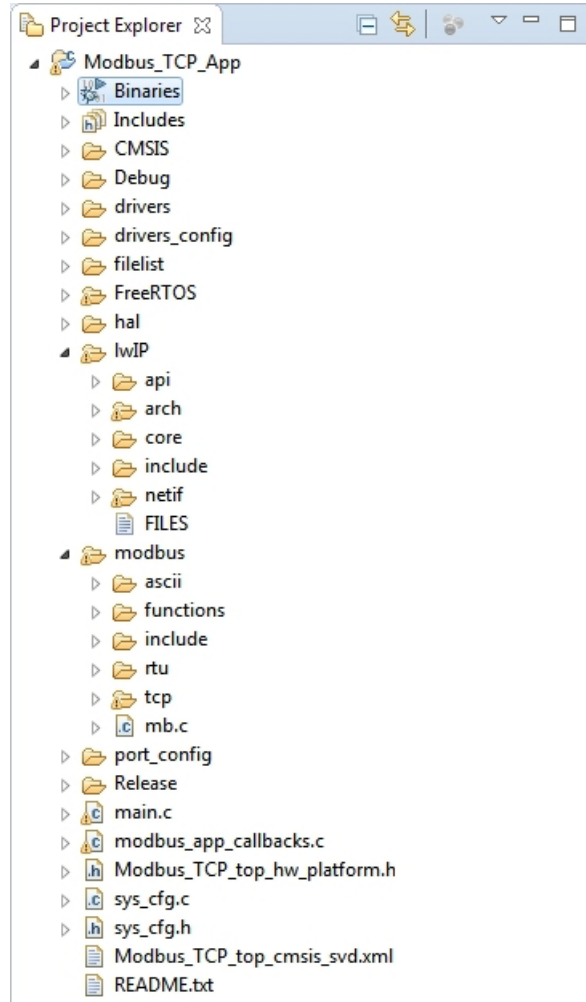 Project Explorer
Modbus_TCP_App
Binaries
Includes
CMSIS
Debug
drivers
drivers_config
filelist
FreeRTOS
hal
lwIP
api
arch
core
include
netif
FILES
modbus
ascii
functions
include
rtu
tcp
mb.c
port_config
Release
main.c
modbus_app_callbacks.c
Modbus_TCP_top_hw_platform.h
sys_cfg.c
sys_cfg.h
Modbus_TCP_top_cmsis_svd.xml
README.txt